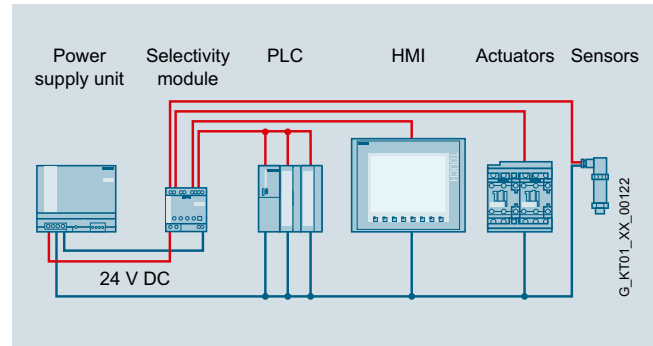 Power
supply unit
Selectivity
module
PLC
HMI
Actuators
Sensors
24 V DC
G_KT01_XX_00122